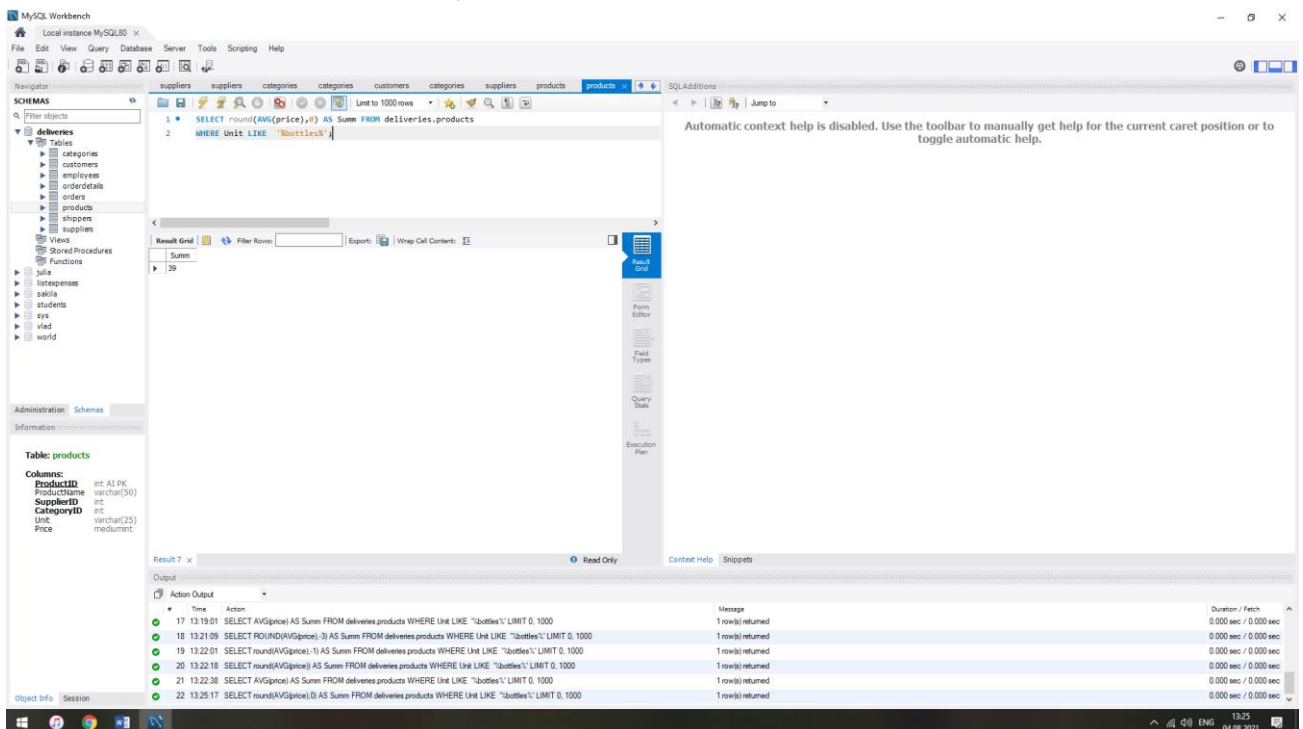 MySQL Workbench
Local instance MySQL80 ×
File Edit View Query Database Server Tools Scripting Help
Navigator
SCHEMAS
Filter objects
deliveries
Tables
categories
customers
employees
orderdetails
orders
products
shippers
suppliers
Views
Stored Procedures
Functions
julia
listexpenses
sakila
students
sys
vlad
world
Administration Schemas
Information
Table: products
Columns:
ProductID int AI PK
ProductName varchar(50)
SupplierID int
CategoryID int
Unit varchar(25)
Price mediumint
Object Info Session
suppliers suppliers categories categories customers categories suppliers products products ×
Limit to 1000 rows
1 SELECT round(AVG(price),0) AS Summ FROM deliveries.products
2 WHERE Unit LIKE '%bottles%';
Result Grid Filter Rows: Export: Wrap Cell Content:
Summ
39
Result Grid
Form Editor
Field Types
Query Stats
Execution Plan
Result 7 × Read Only
SQLAdditions
Jump to
Automatic context help is disabled. Use the toolbar to manually get help for the current caret position or to
toggle automatic help.
Context Help Snippets
Output
Action Output
# Time Action Message Duration / Fetch
17 13:19:01 SELECT AVG(price) AS Summ FROM deliveries.products WHERE Unit LIKE '%bottles%' LIMIT 0, 1000 1 row(s) returned 0.000 sec / 0.000 sec
18 13:21:09 SELECT ROUND(AVG(price),-3) AS Summ FROM deliveries.products WHERE Unit LIKE '%bottles%' LIMIT 0, 1000 1 row(s) returned 0.000 sec / 0.000 sec
19 13:22:01 SELECT round(AVG(price),-1) AS Summ FROM deliveries.products WHERE Unit LIKE '%bottles%' LIMIT 0, 1000 1 row(s) returned 0.000 sec / 0.000 sec
20 13:22:18 SELECT round(AVG(price)) AS Summ FROM deliveries.products WHERE Unit LIKE '%bottles%' LIMIT 0, 1000 1 row(s) returned 0.000 sec / 0.000 sec
21 13:22:38 SELECT AVG(price) AS Summ FROM deliveries.products WHERE Unit LIKE '%bottles%' LIMIT 0, 1000 1 row(s) returned 0.000 sec / 0.000 sec
22 13:25:17 SELECT round(AVG(price),0) AS Summ FROM deliveries.products WHERE Unit LIKE '%bottles%' LIMIT 0, 1000 1 row(s) returned 0.000 sec / 0.000 sec
ENG
13:25
04.08.2021